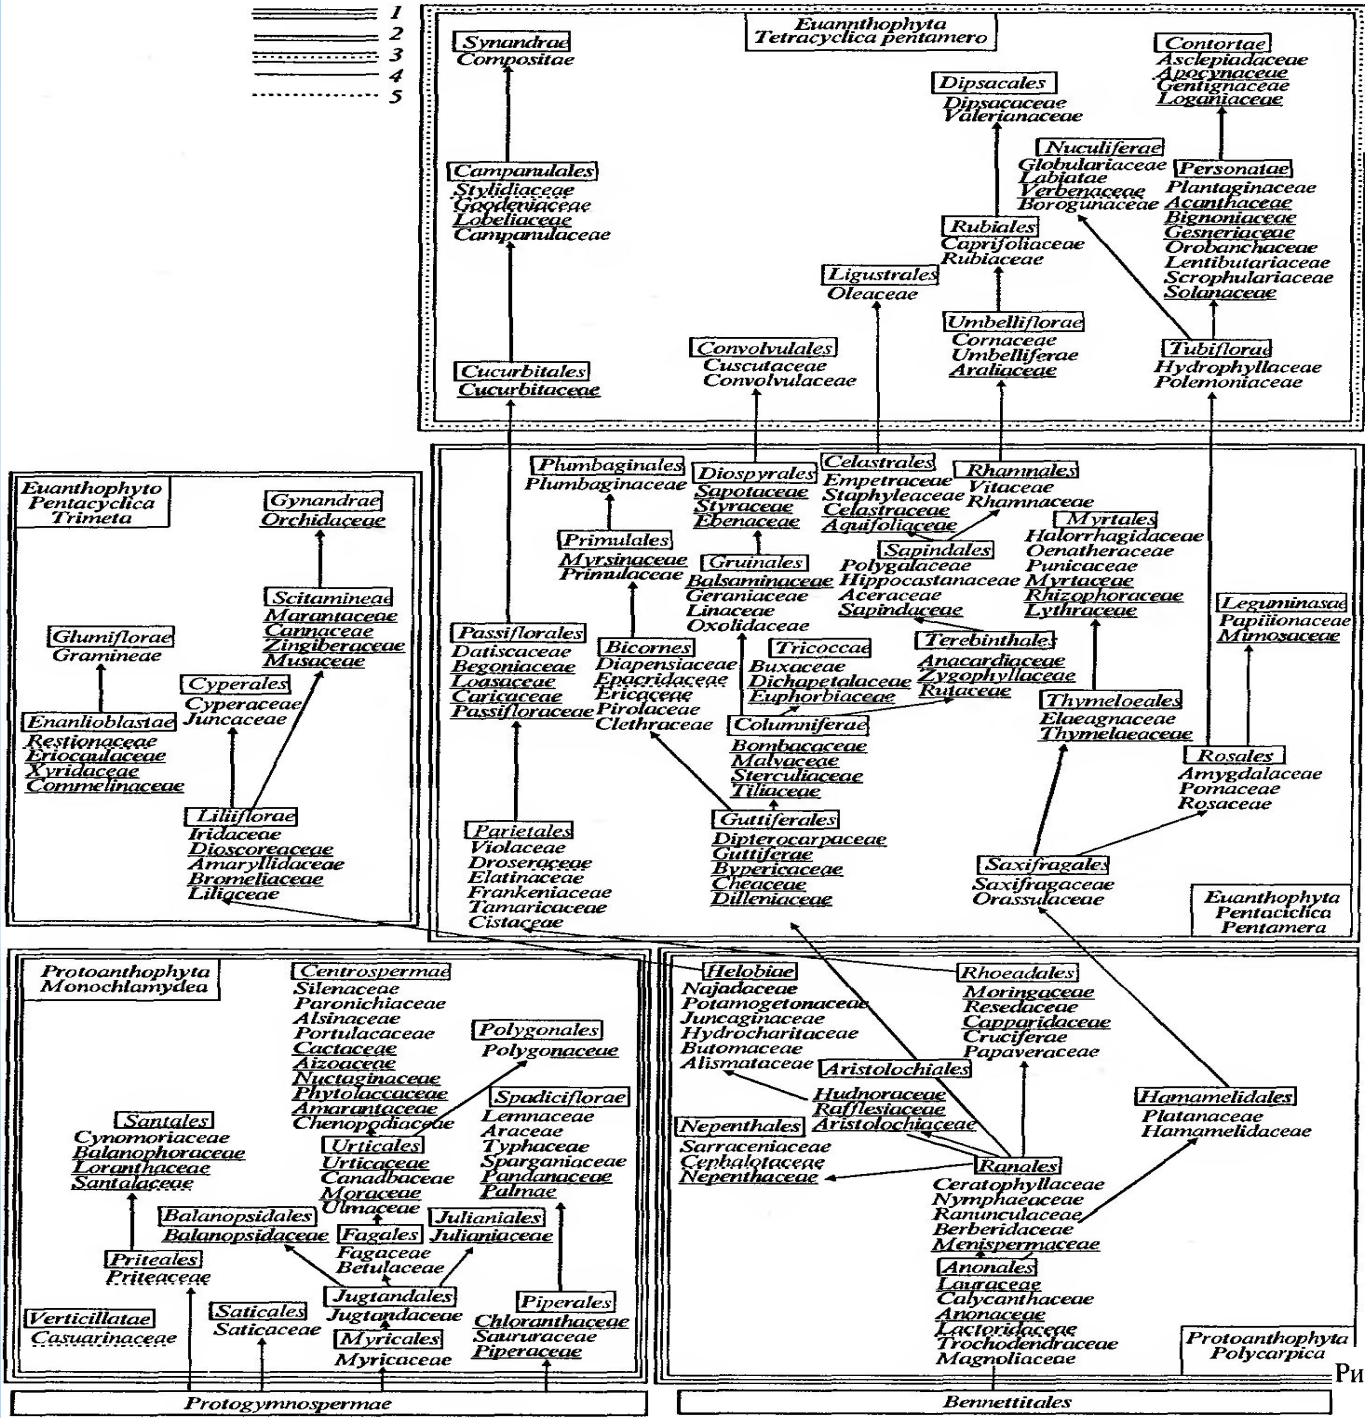 1
2
3
4
5
Euannthophyta
Tetracyclica pentamero
Synandrae
Compositae
Campanulales
Stylidiaceae
Goodeniaceae
Lobeliaceae
Campanulaceae
Cucurbitales
Cucurbitaceae
Convolvulales
Cuscutaceae
Convolvulaceae
Ligustrales
Oleaceae
Dipsacales
Dipsacaceae
Valerianaceae
Rubiales
Caprifoliaceae
Rubiaceae
Umbelliflorae
Cornaceae
Umbelliferae
Araliaceae
Nuculiferae
Globulariaceae
Labiatae
Verbenaceae
Borogunaceae
Contortae
Asclepiadaceae
Apocynaceae
Gentignaceae
Loganiaceae
Personatae
Plantaginaceae
Acanthaceae
Bignoniaceae
Gesneriaceae
Orobanchaceae
Lentibutariaceae
Scrophulariaceae
Solanaceae
Tubiflorae
Hydrophyllaceae
Polemoniaceae
Euanthophyto
Pentacyclica
Trimeta
Gynandrae
Orchidaceae
Scitamineae
Marantaceae
Cannaceae
Zingiberaceae
Musaceae
Glumiflorae
Gramineae
Cyperales
Cyperaceae
Juncaceae
Enanlioblastae
Restionaceae
Eriocaulaceae
Xyridaceae
Commelinaceae
Liliiflorae
Iridaceae
Dioscoreaceae
Amaryllidaceae
Bromeliaceae
Liliaceae
Plumbaginales
Plumbaginaceae
Primulales
Myrsinaceae
Primulaceae
Bicornes
Diapensiaceae
Epacridaceae
Ericaceae
Pirolaceae
Clethraceae
Passiflorales
Datiscaceae
Begoniaceae
Loasaceae
Caricaceae
Passifloraceae
Parietales
Violaceae
Droseraceae
Elatinaceae
Frankeniaceae
Tamaricaceae
Cistaceae
Diospyrales
Sapotaceae
Styraceae
Ebenaceae
Gruinales
Balsaminaceae
Geraniaceae
Linaceae
Oxolidaceae
Tricoccae
Buxaceae
Dichapetalaceae
Euphorbiaceae
Columniferae
Bombacaceae
Malvaceae
Sterculiaceae
Tiliaceae
Guttiferales
Dipterocarpaceae
Guttiferae
Bypericaceae
Cheaceae
Dilleniaceae
Celastrales
Empetraceae
Staphyleaceae
Celastraceae
Aquifoliaceae
Rhamnales
Vitaceae
Rhamnaceae
Sapindales
Polygalaceae
Hippocastanaceae
Aceraceae
Sapindaceae
Terebinthales
Anacardiaceae
Zygophyllaceae
Rutaceae
Myrtales
Halorrhagidaceae
Oenatheraceae
Punicaceae
Myrtaceae
Rhizophoraceae
Lythraceae
Thymeloeales
Elaeagnaceae
Thymelaeaceae
Leguminasae
Papiiionaceae
Mimosaceae
Rosales
Amygdalaceae
Pomaceae
Rosaceae
Saxifragales
Saxifragaceae
Orassulaceae
Euanthophyta
Pentaciclica
Pentamera
Protoanthophyta
Monochlamydea
Centrospermae
Silenaceae
Paronichiaceae
Alsinaceae
Portulacaceae
Cactaceae
Aizoaceae
Nuctaginaceae
Phytolaccaceae
Amarantaceae
Chenopodiaceae
Polygonales
Polygonaceae
Spadiciflorae
Lemnaceae
Araceae
Typhaceae
Sparganiaceae
Pandanaceae
Palmae
Santales
Cynomoriaceae
Balanophoraceae
Loranthaceae
Santalaceae
Urticales
Urticaceae
Canadbaceae
Moraceae
Ulmaceae
Balanopsidales
Balanopsidaceae
Fagales
Fagaceae
Betulaceae
Julianiales
Julianiaceae
Priteales
Priteaceae
Jugtandales
Jugtandaceae
Verticillatae
Casuarinaceae
Saticales
Saticaceae
Myricales
Myricaceae
Piperales
Chloranthaceae
Saururaceae
Piperaceae
Protogymnospermae
Helobiae
Najadaceae
Potamogetonaceae
Juncaginaceae
Hydrocharitaceae
Butomaceae
Alismataceae
Rhoeadales
Moringaceae
Resedaceae
Capparidaceae
Cruciferae
Papaveraceae
Aristolochiales
Hudnoraceae
Rafflesiaceae
Aristolochiaceae
Nepenthales
Sarraceniaceae
Cephalotaceae
Nepenthaceae
Hamamelidales
Platanaceae
Hamamelidaceae
Ranales
Ceratophyllaceae
Nymphaeaceae
Ranunculaceae
Berberidaceae
Menispermaceae
Anonales
Lauraceae
Calycanthaceae
Anonaceae
Lactoridaceae
Trochodendraceae
Magnoliaceae
Protoanthophyta
Polycarpica
Ри
Bennettitales